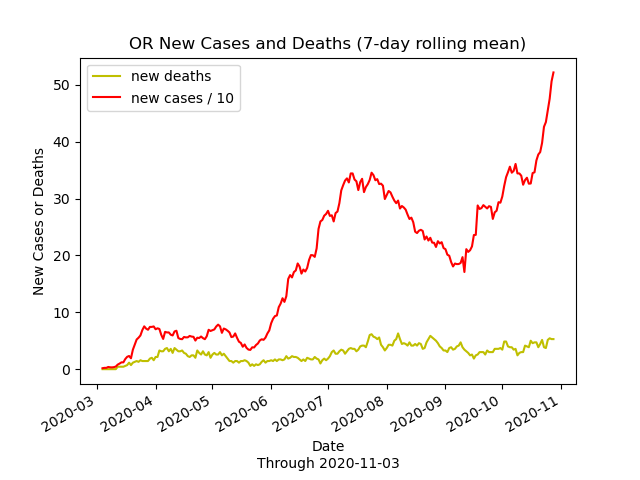 OR New Cases and Deaths (7-day rolling mean)
new deaths
new cases / 10
New Cases or Deaths
50
40
30
20
10
0
2020-03
2020-04
2020-05
2020-06
2020-07
2020-08
2020-09
2020-10
2020-11
Date
Through 2020-11-03